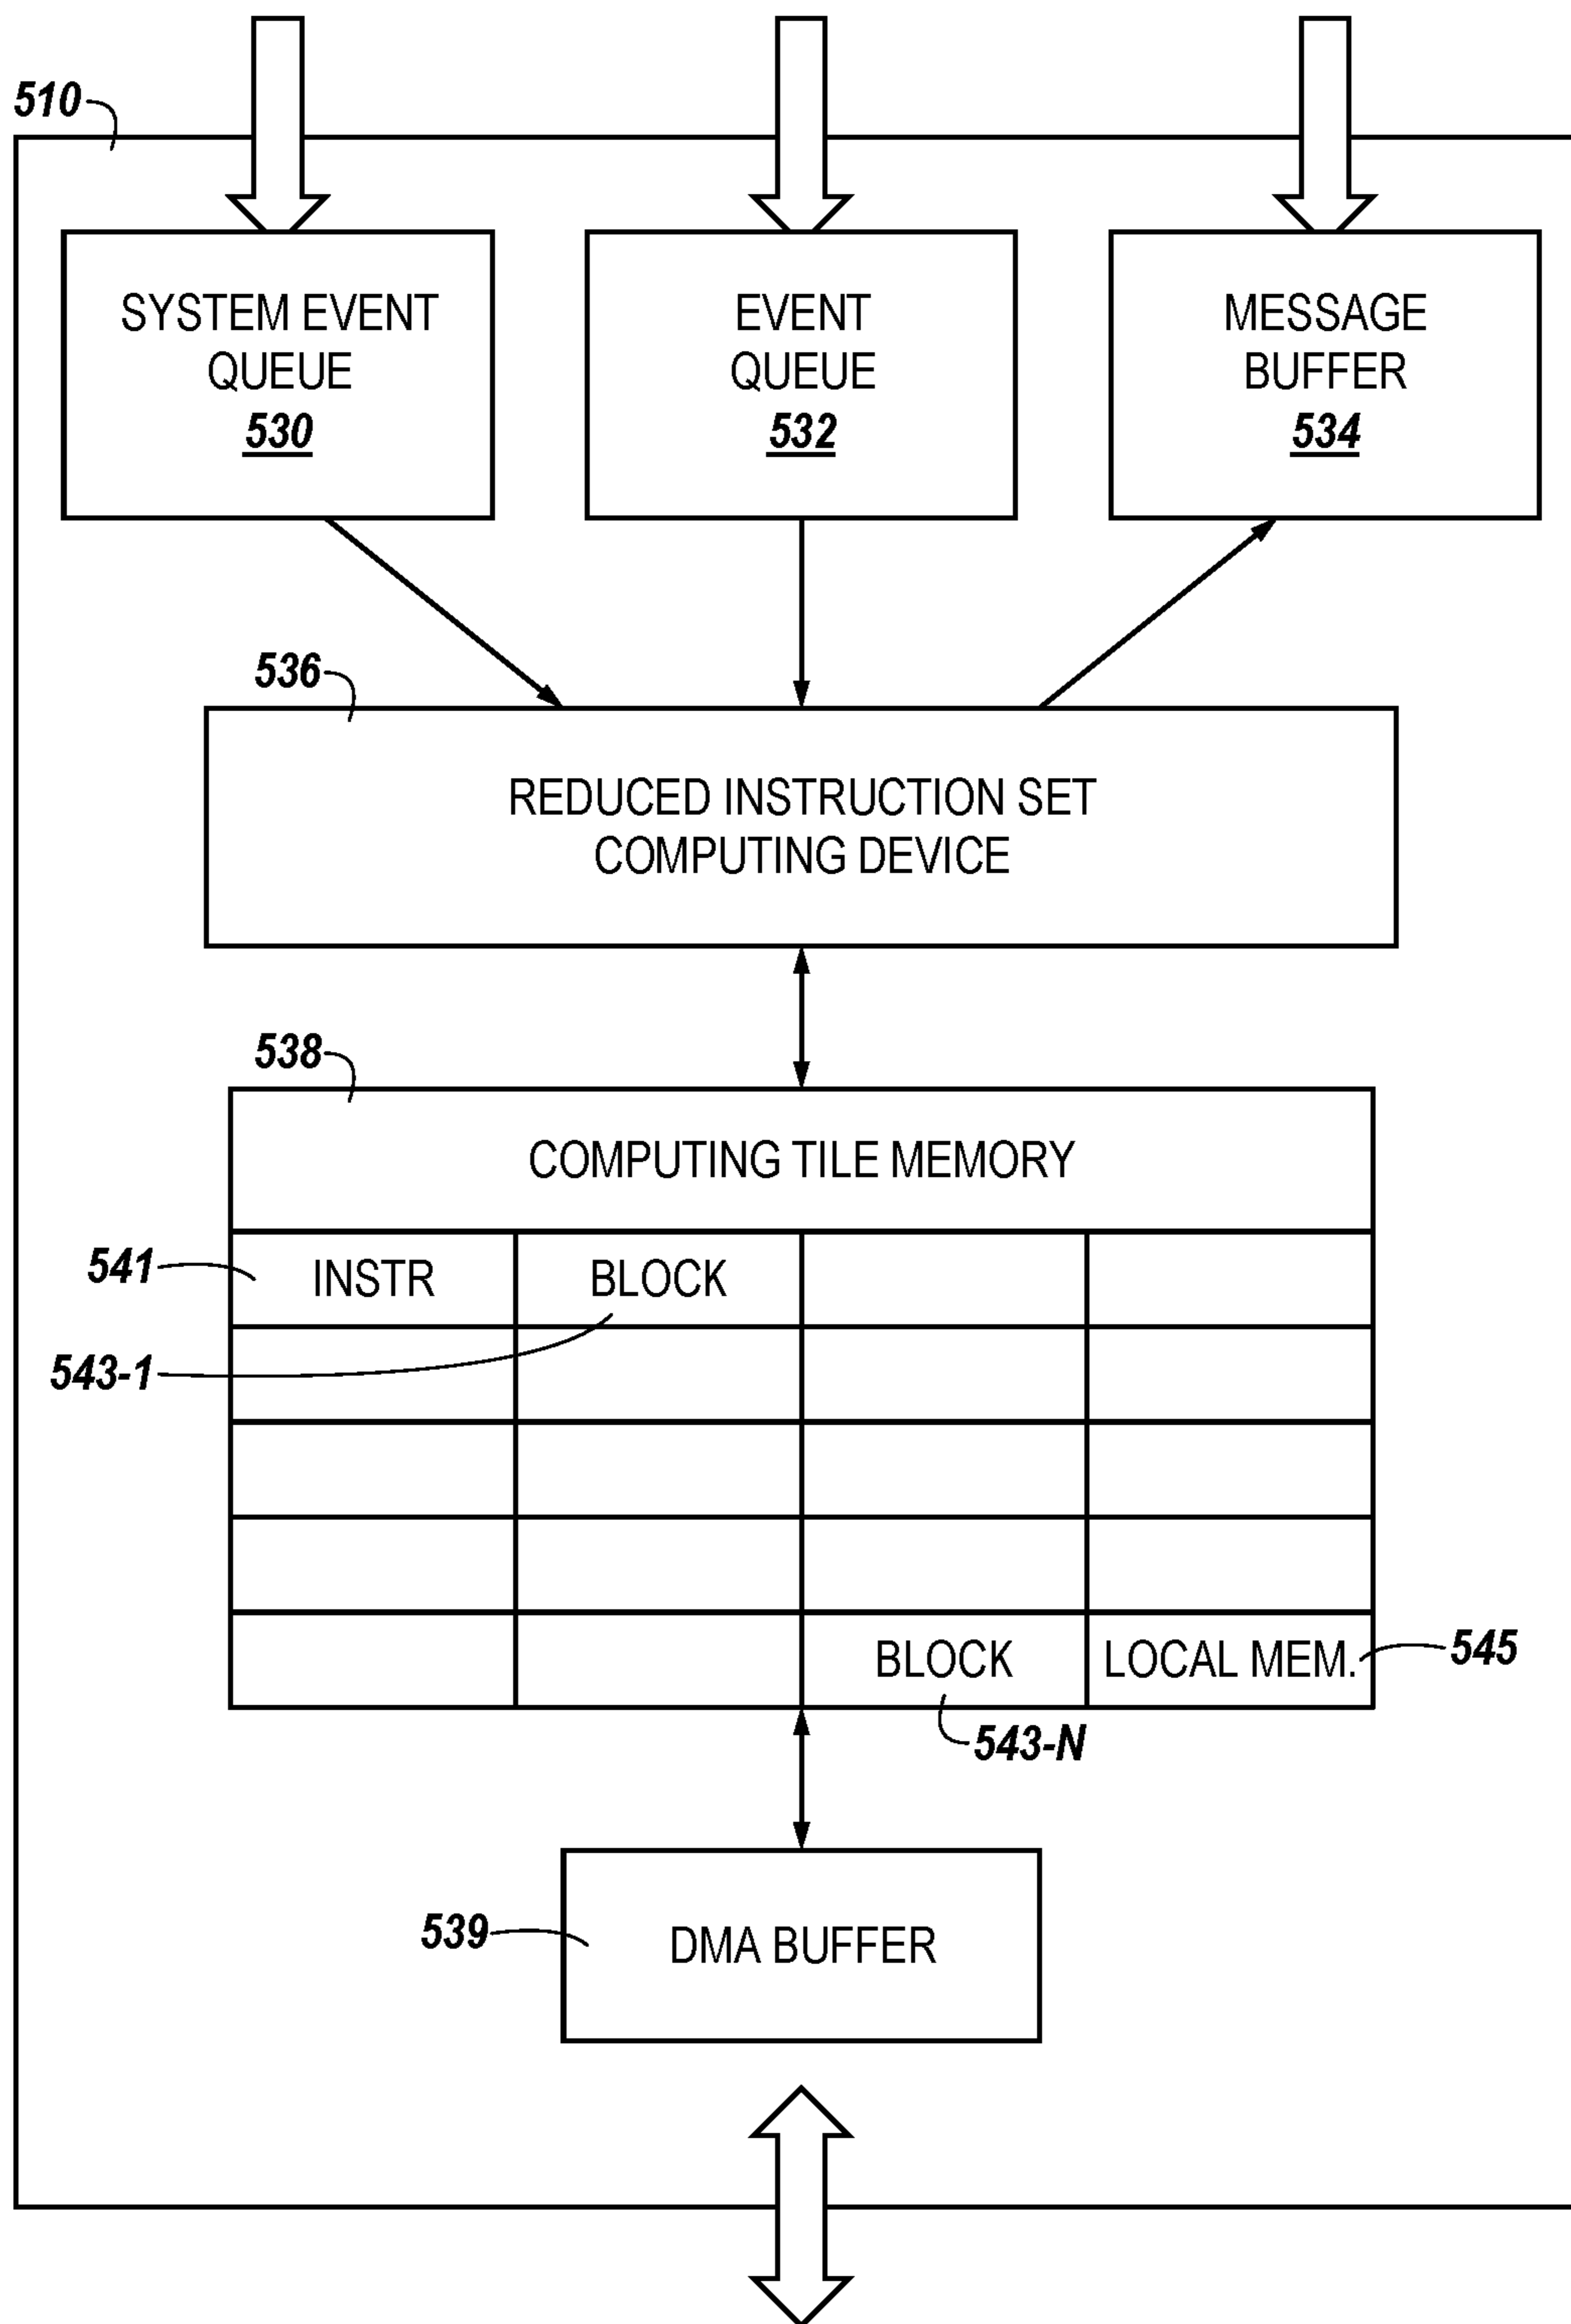 510
SYSTEM EVENT
QUEUE
530
EVENT
QUEUE
532
MESSAGE
BUFFER
534
536
REDUCED INSTRUCTION SET
COMPUTING DEVICE
538
COMPUTING TILE MEMORY
541
INSTR
BLOCK
543-1
BLOCK
LOCAL MEM.
545
543-N
539
DMA BUFFER